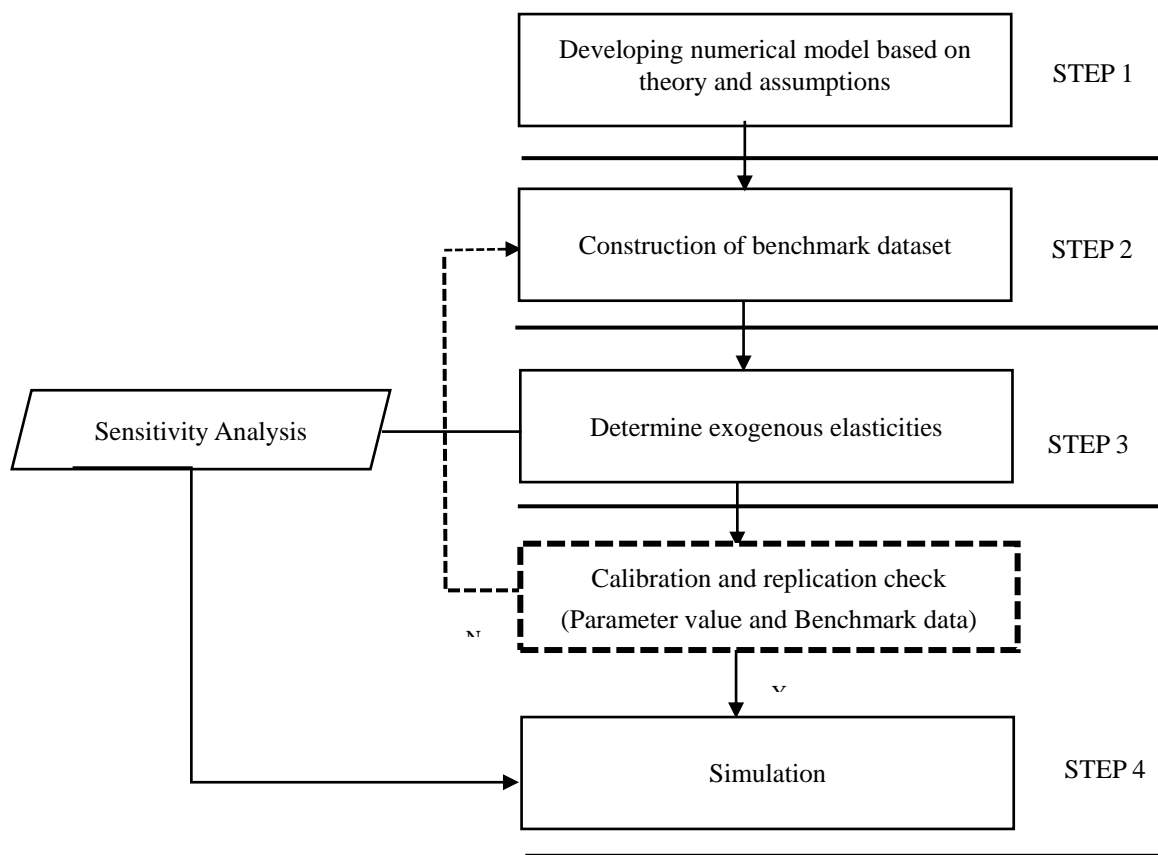 Developing numerical model based on
theory and assumptions
STEP 1
Construction of benchmark dataset
STEP 2
Sensitivity Analysis
Determine exogenous elasticities
STEP 3
Calibration and replication check
(Parameter value and Benchmark data)
Simulation
STEP 4